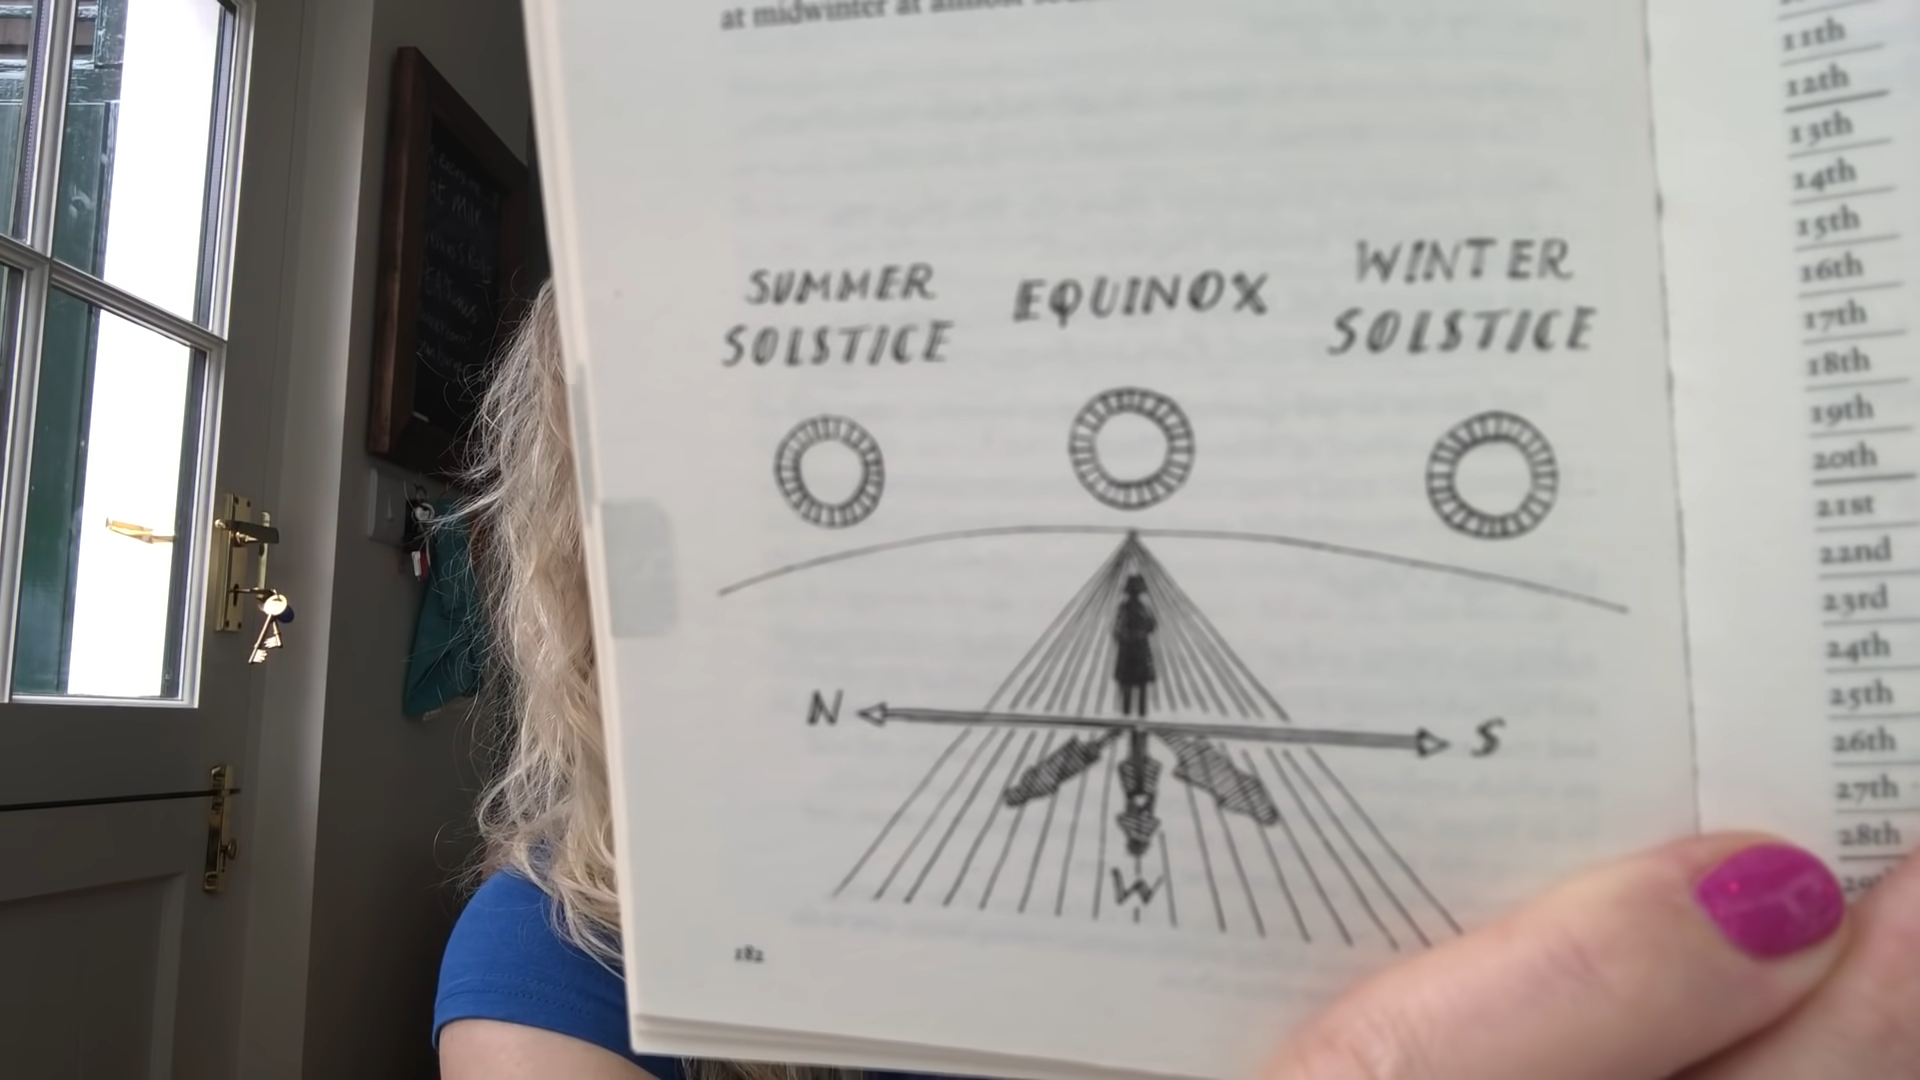 at midwinter at almost
SUMMER
SOLSTICE
EQUINOX
WINTER
SOLSTICE
N
S
W
182
11th
12th
13th
14th
15th
16th
17th
18th
19th
20th
21st
22nd
23rd
24th
25th
26th
27th
28th